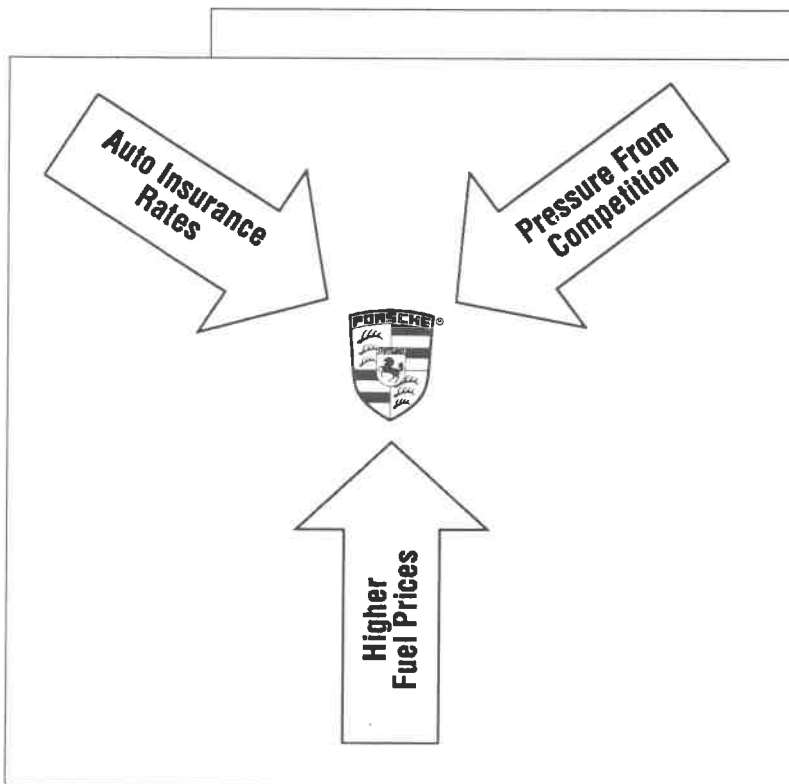 Auto Insurance
Rates
Pressure From
Competition
PORSCHE®
Higher
Fuel Prices